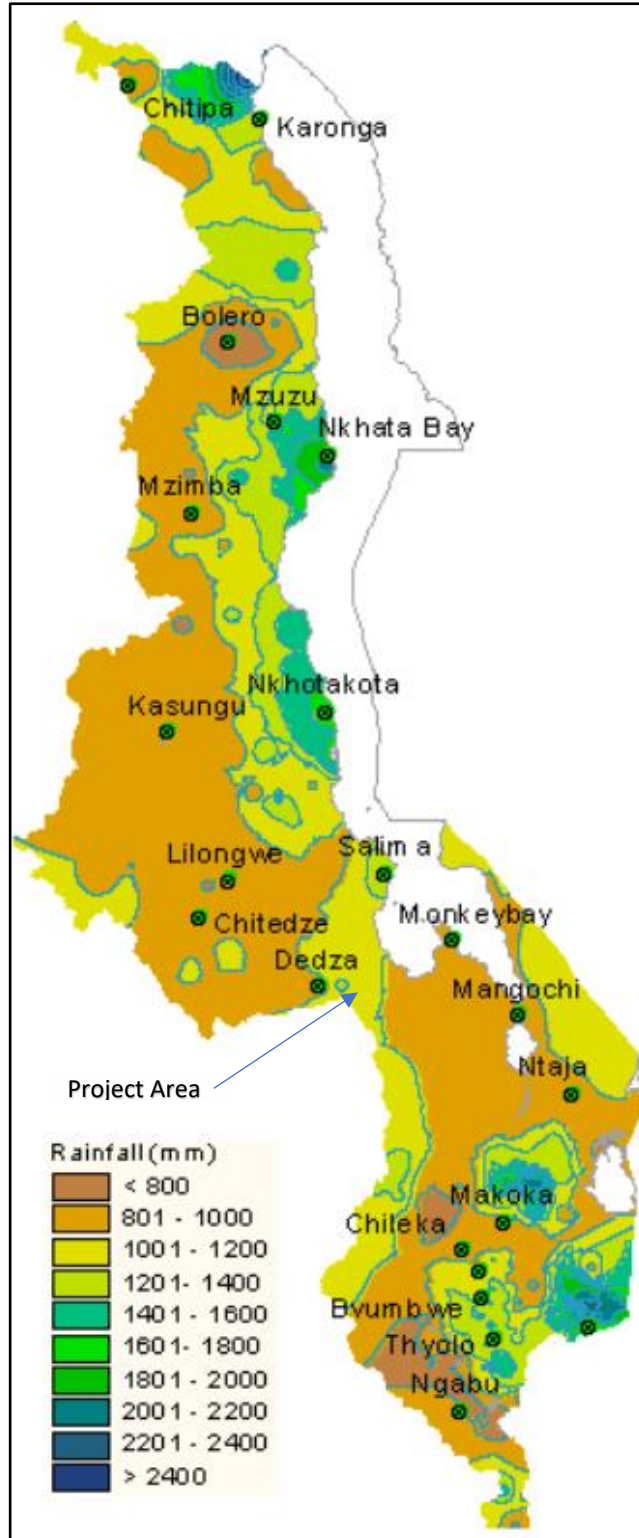 Chitipa
Karonga
Bolero
Mzuzu
Nkhata Bay
Mzimba
Nkhotakota
Kasungu
Lilongwe
Salima
Chitedze
Monkeybay
Dedza
Mangochi
Project Area
Ntaja
Makoka
Chileka
Bvumbwe
Thyolo
Ngabu
Rainfall (mm)
< 800
801 - 1000
1001 - 1200
1201 - 1400
1401 - 1600
1601 - 1800
1801 - 2000
2001 - 2200
2201 - 2400
> 2400